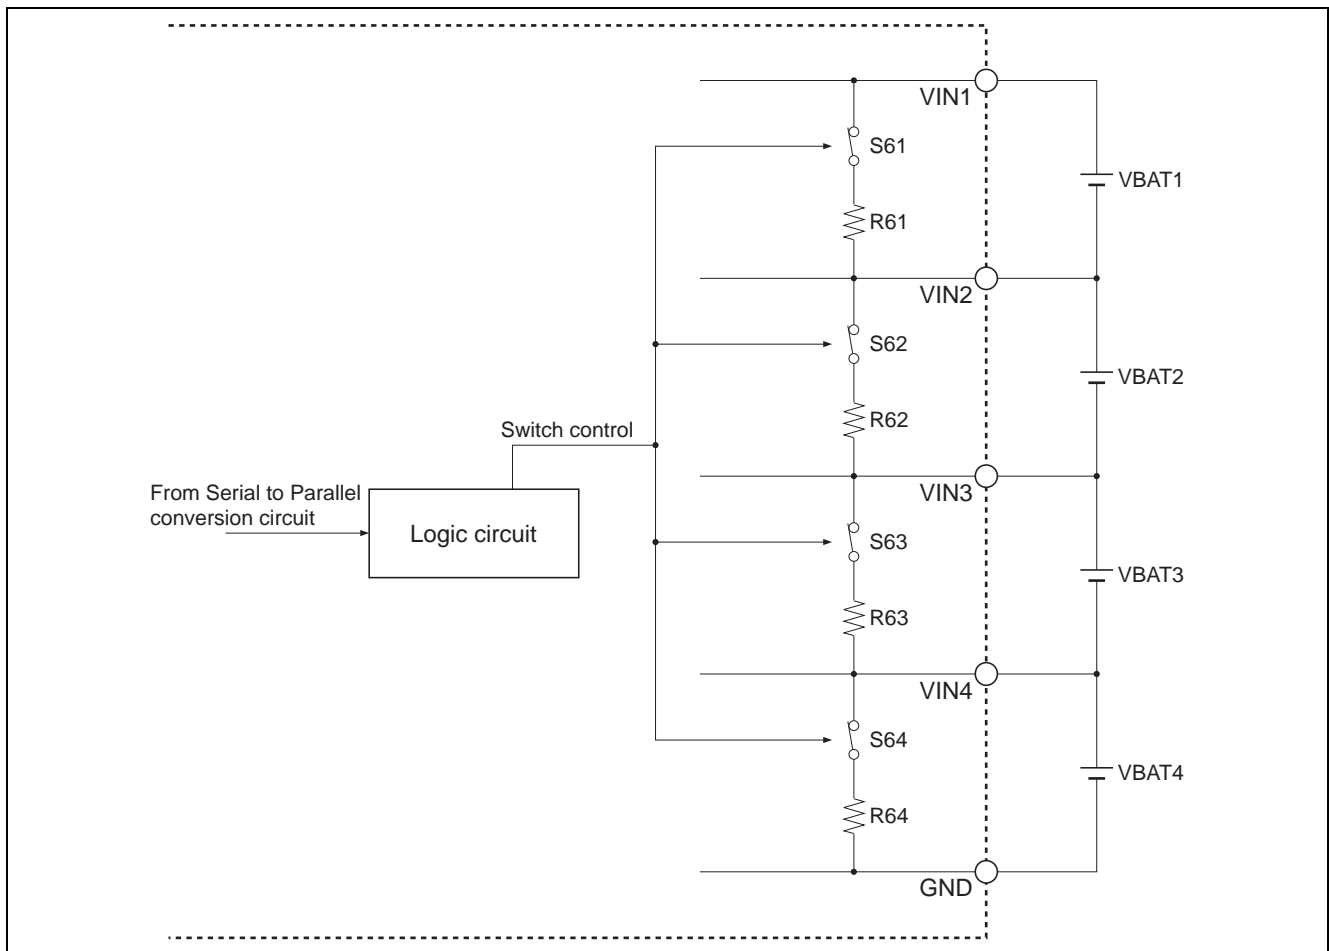 VIN1
S61
VBAT1
R61
VIN2
S62
VBAT2
R62
Switch control
VIN3
From Serial to Parallel
conversion circuit
Logic circuit
S63
VBAT3
R63
VIN4
S64
VBAT4
R64
GND